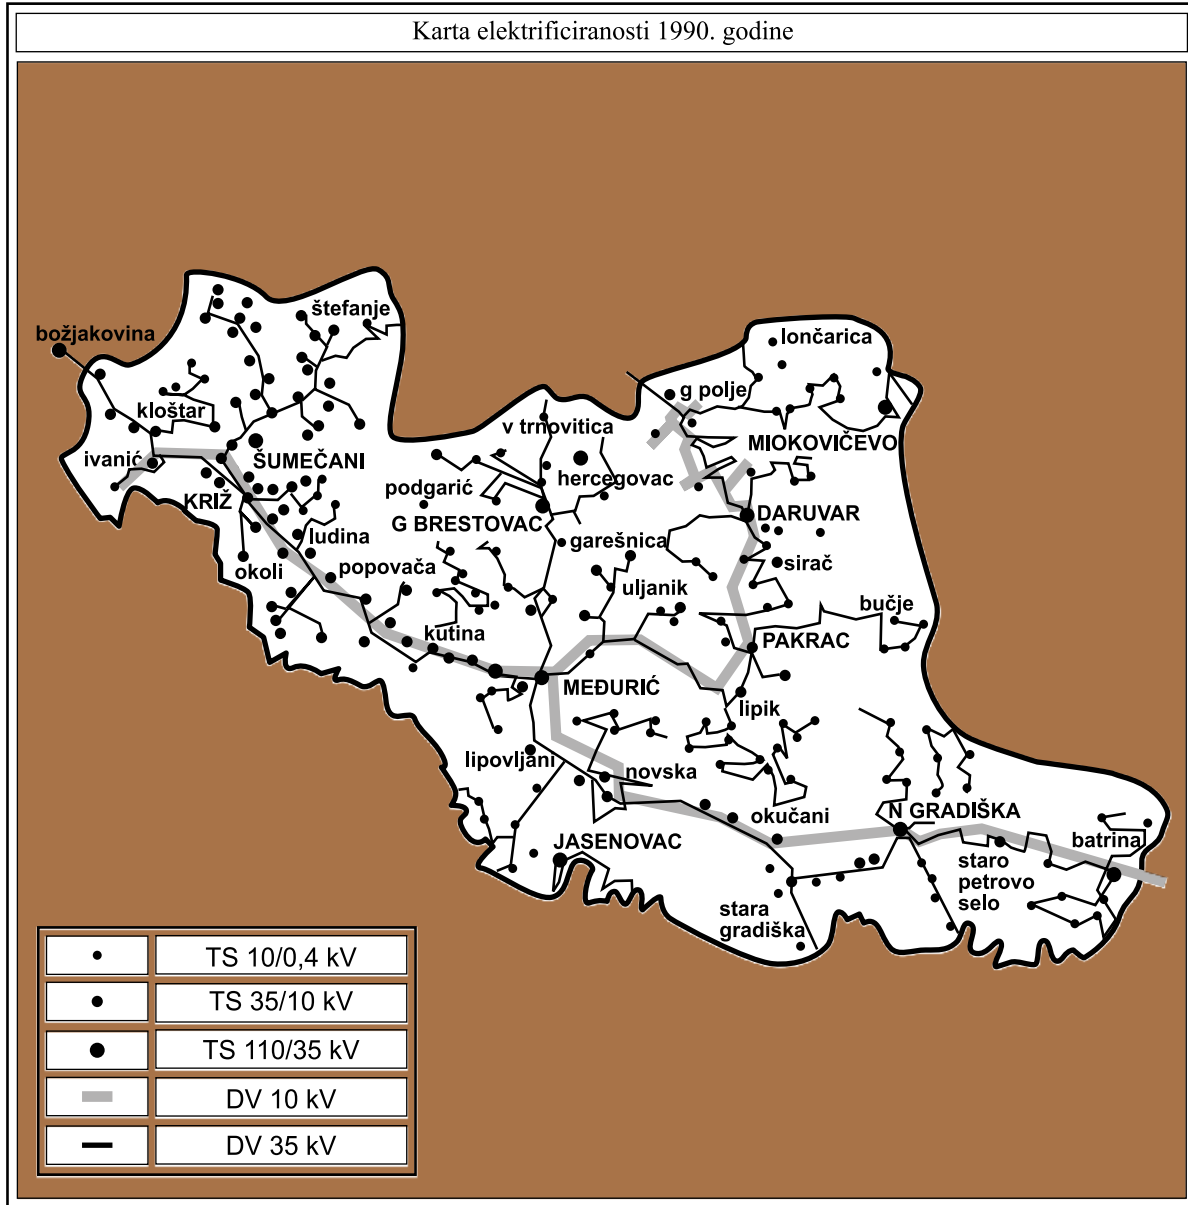 Karta elektrificiranosti 1990. godine
štefanje
božjakovina
lončarica
g polje
kloštar
v trnovitica
MIOKOVIČEVO
ivanić
ŠUMEČANI
hercegovac
podgarić
KRIŽ
G BRESTOVAC
DARUVAR
ludina
garešnica
okoli
popovača
sirač
uljanik
bučje
kutina
PAKRAC
MEĐURIĆ
lipik
lipovljani
novska
okučani
N GRADIŠKA
JASENOVAC
batrina
staro
petrovo
selo
stara
gradiška
TS 10/0,4 kV
TS 35/10 kV
TS 110/35 kV
DV 10 kV
DV 35 kV